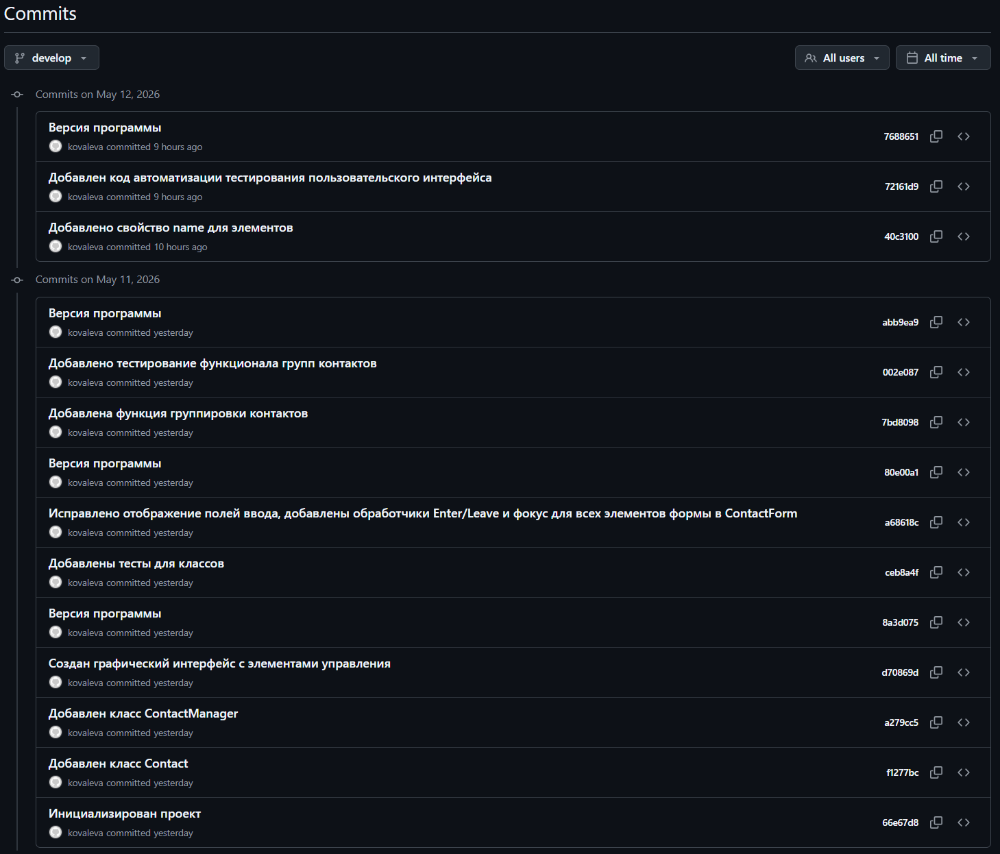 Commits
develop
All users
All time
Commits on May 12, 2026
Версия программы
kovaleva committed 9 hours ago
7688651
Добавлен код автоматизации тестирования пользовательского интерфейса
kovaleva committed 9 hours ago
72161d9
Добавлено свойство name для элементов
kovaleva committed 10 hours ago
40c3100
Commits on May 11, 2026
Версия программы
kovaleva committed yesterday
abb9ea9
Добавлено тестирование функционала групп контактов
kovaleva committed yesterday
002e087
Добавлена функция группировки контактов
kovaleva committed yesterday
7bd8098
Версия программы
kovaleva committed yesterday
80e00a1
Исправлено отображение полей ввода, добавлены обработчики Enter/Leave и фокус для всех элементов формы в ContactForm
kovaleva committed yesterday
a68618c
Добавлены тесты для классов
kovaleva committed yesterday
ceb8a4f
Версия программы
kovaleva committed yesterday
8a3d075
Создан графический интерфейс с элементами управления
kovaleva committed yesterday
d70869d
Добавлен класс ContactManager
kovaleva committed yesterday
a279cc5
Добавлен класс Contact
kovaleva committed yesterday
f1277bc
Инициализирован проект
kovaleva committed yesterday
66e67d8